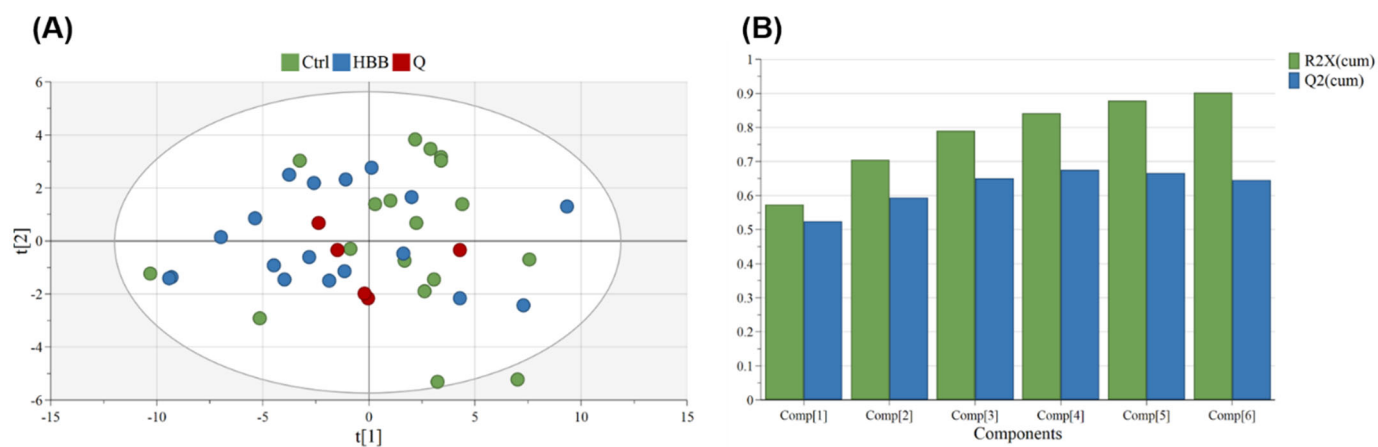 (A)
Ctrl HBB Q
6
4
2
0
-2
-4
-6
t[2]
-15 -10 -5 0 5 10 15
t[1]
(B)
R2X(cum)
Q2(cum)
1
0.9
0.8
0.7
0.6
0.5
0.4
0.3
0.2
0.1
0
Comp[1] Comp[2] Comp[3] Comp[4] Comp[5] Comp[6]
Components